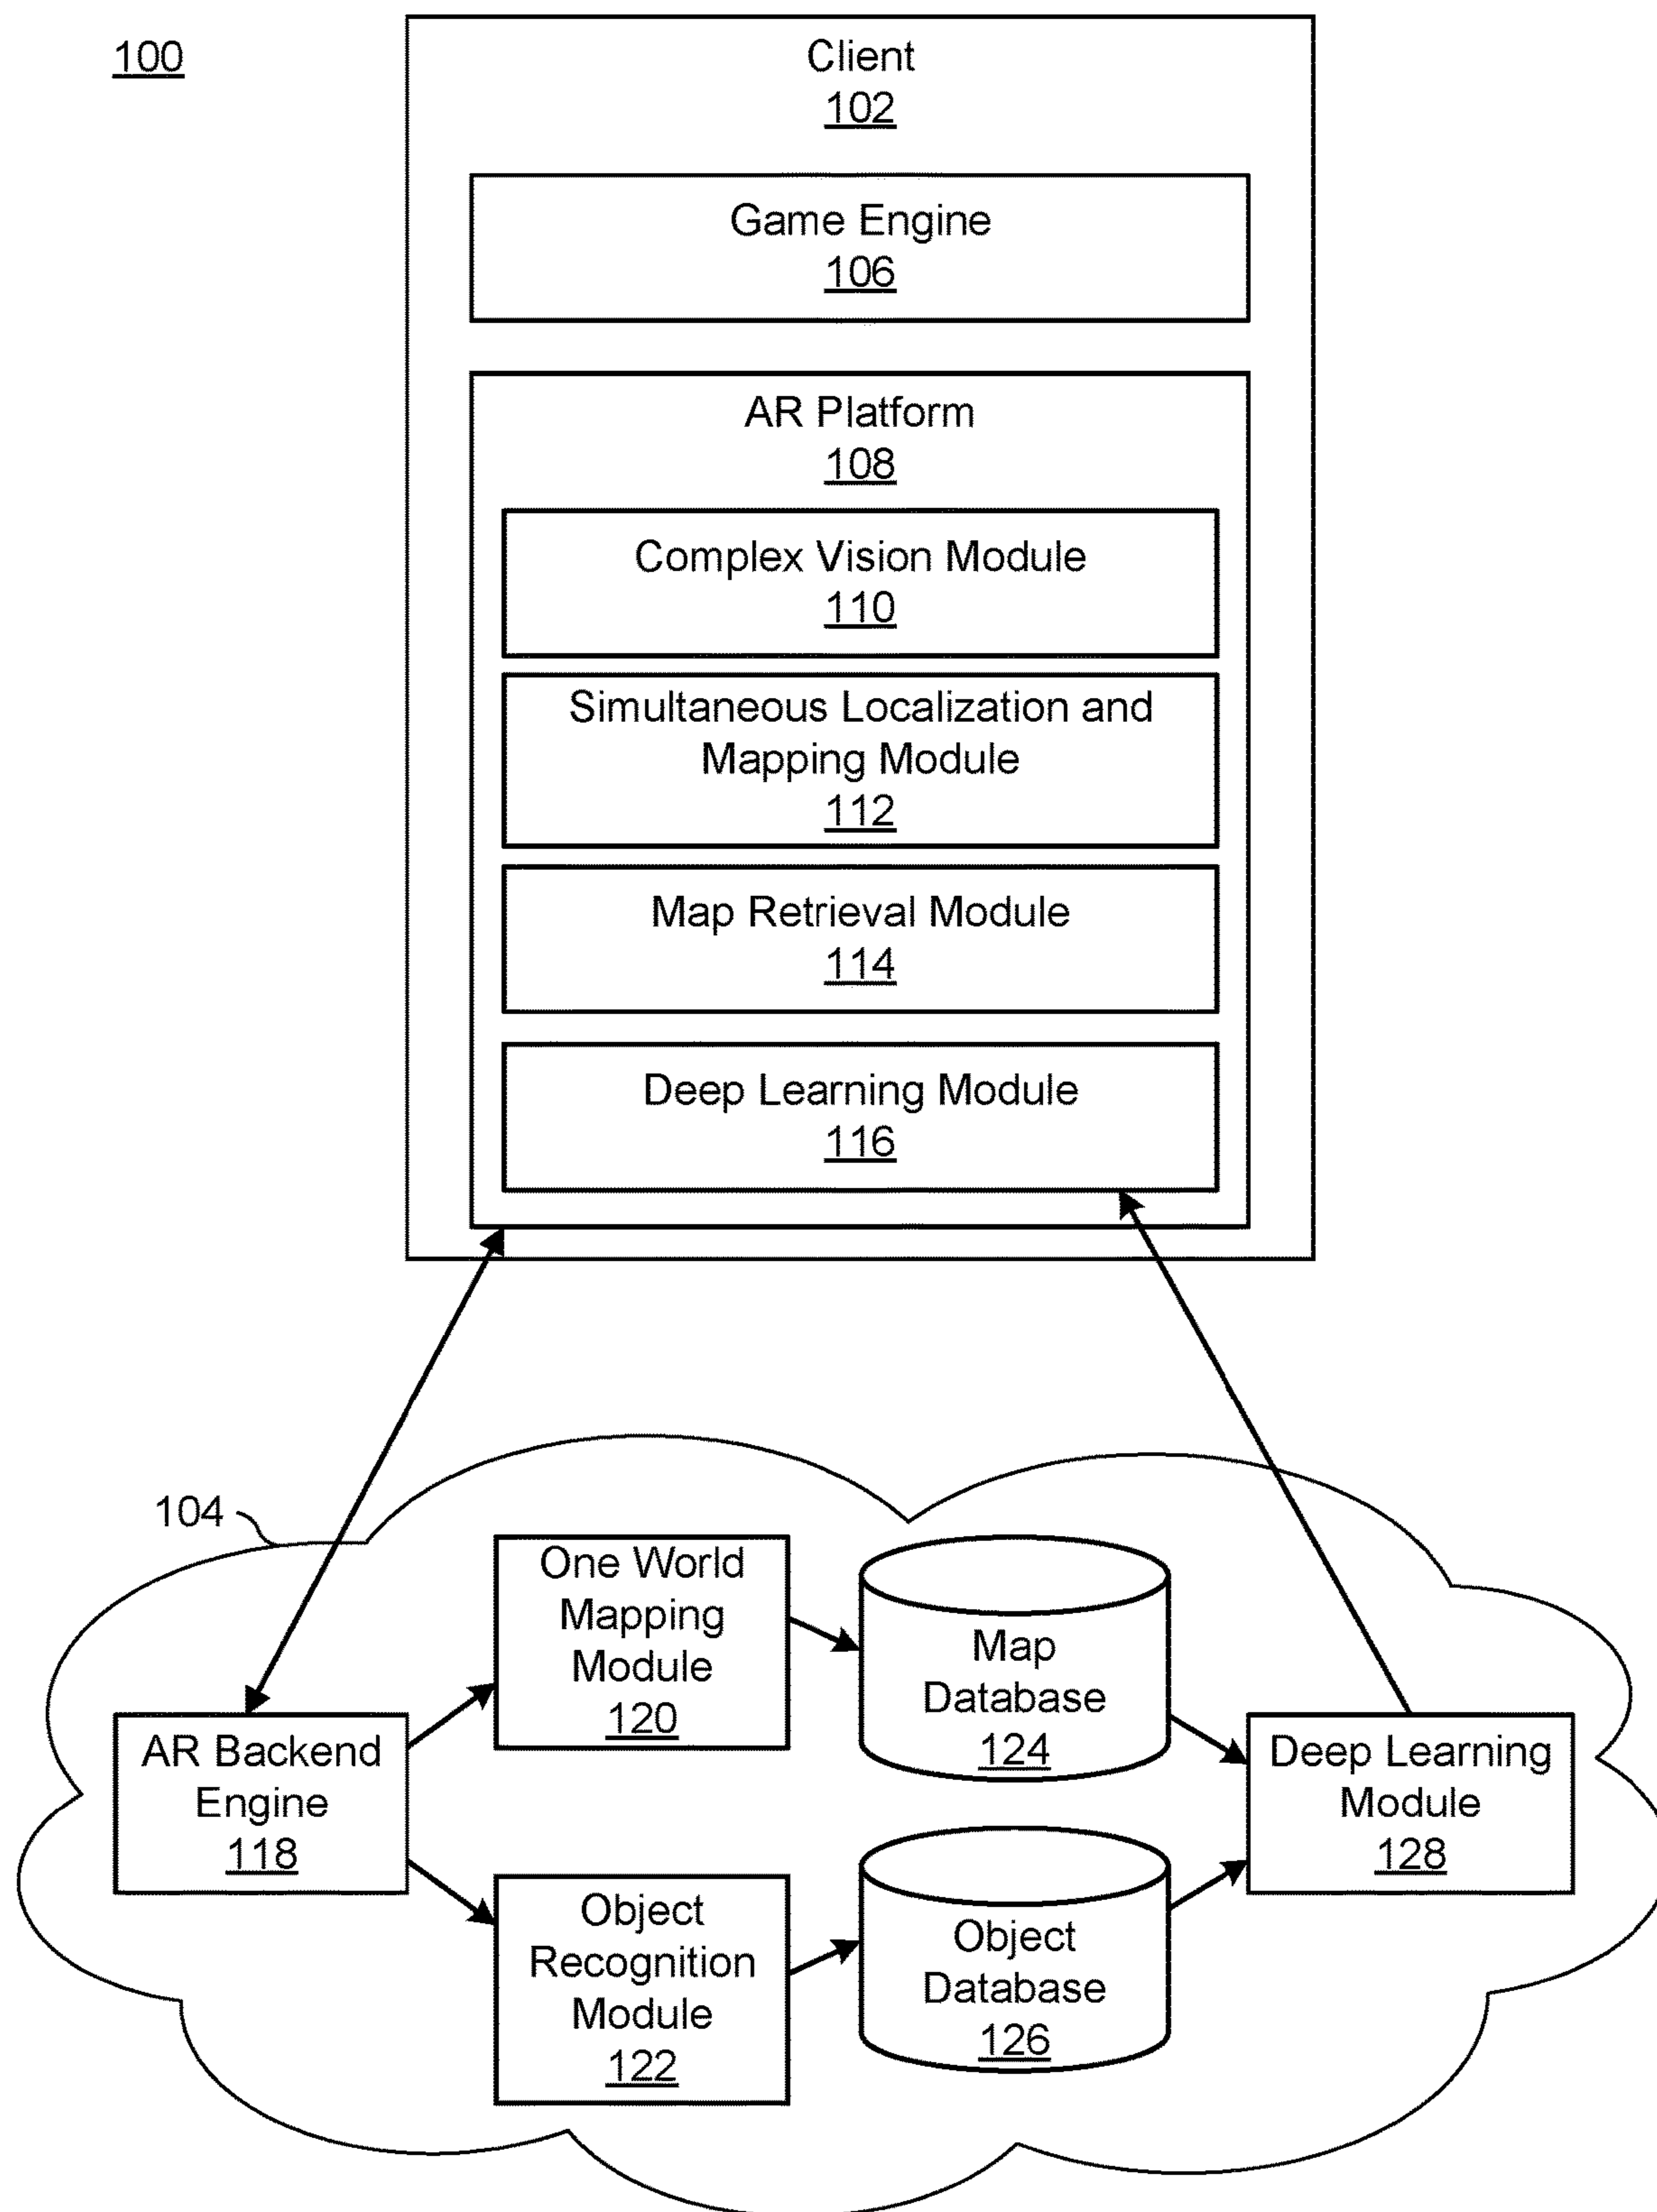 100
Client
102
Game Engine
106
AR Platform
108
Complex Vision Module
110
Simultaneous Localization and
Mapping Module
112
Map Retrieval Module
114
Deep Learning Module
116
104
One World
Mapping
Module
120
Map
Database
124
AR Backend
Engine
118
Deep Learning
Module
128
Object
Recognition
Module
122
Object
Database
126